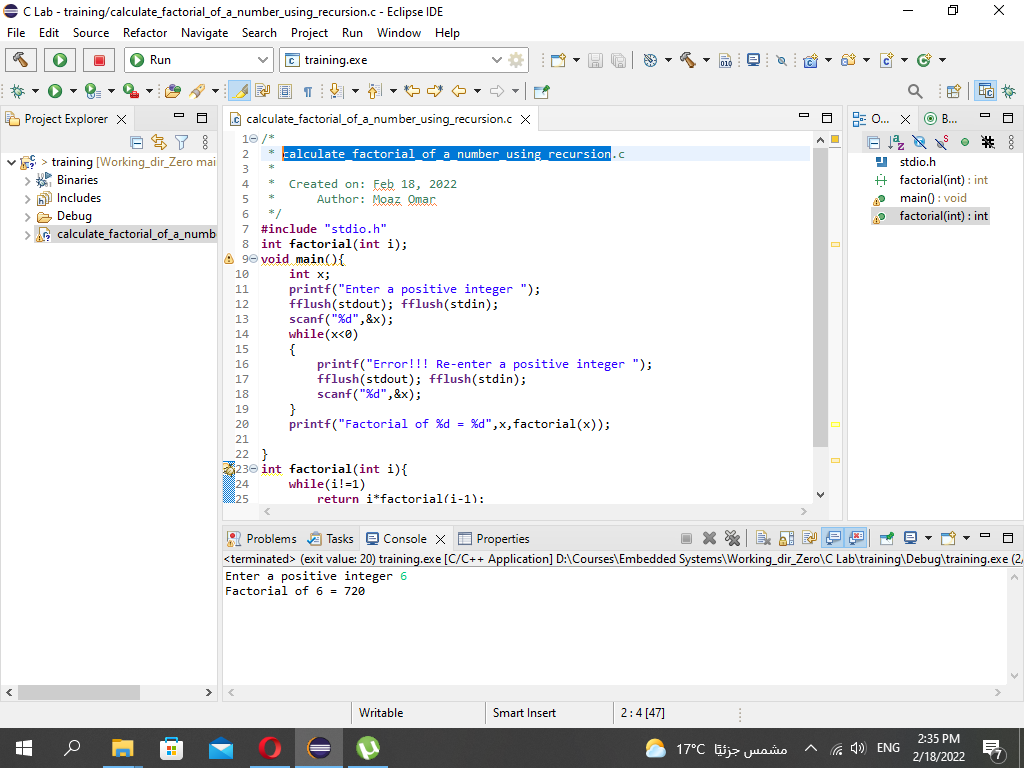 C Lab - training/calculate_factorial_of_a_number_using_recursion.c - Eclipse IDE
File Edit Source Refactor Navigate Search Project Run Window Help
Run
training.exe
Project Explorer
> training [Working_dir_Zero mai
Binaries
Includes
Debug
calculate_factorial_of_a_numb
calculate_factorial_of_a_number_using_recursion.c
1 /*
2 * calculate_factorial_of_a_number_using_recursion.c
3 *
4 * Created on: Feb 18, 2022
5 * Author: Moaz Omar
6 */
7 #include "stdio.h"
8 int factorial(int i);
9 void main(){
10 int x;
11 printf("Enter a positive integer ");
12 fflush(stdout); fflush(stdin);
13 scanf("%d",&x);
14 while(x<0)
15 {
16 printf("Error!!! Re-enter a positive integer ");
17 fflush(stdout); fflush(stdin);
18 scanf("%d",&x);
19 }
20 printf("Factorial of %d = %d",x,factorial(x));
21
22 }
23 int factorial(int i){
24 while(i!=1)
25 return i*factorial(i-1);
O...
B...
stdio.h
factorial(int) : int
main() : void
factorial(int) : int
Problems
Tasks
Console
Properties
<terminated> (exit value: 20) training.exe [C/C++ Application] D:\Courses\Embedded Systems\Working_dir_Zero\C Lab\training\Debug\training.exe (2/
Enter a positive integer 6
Factorial of 6 = 720
Writable
Smart Insert
2 : 4 [47]
17°C مشمس جزئيًا
ENG
2:35 PM
2/18/2022
7